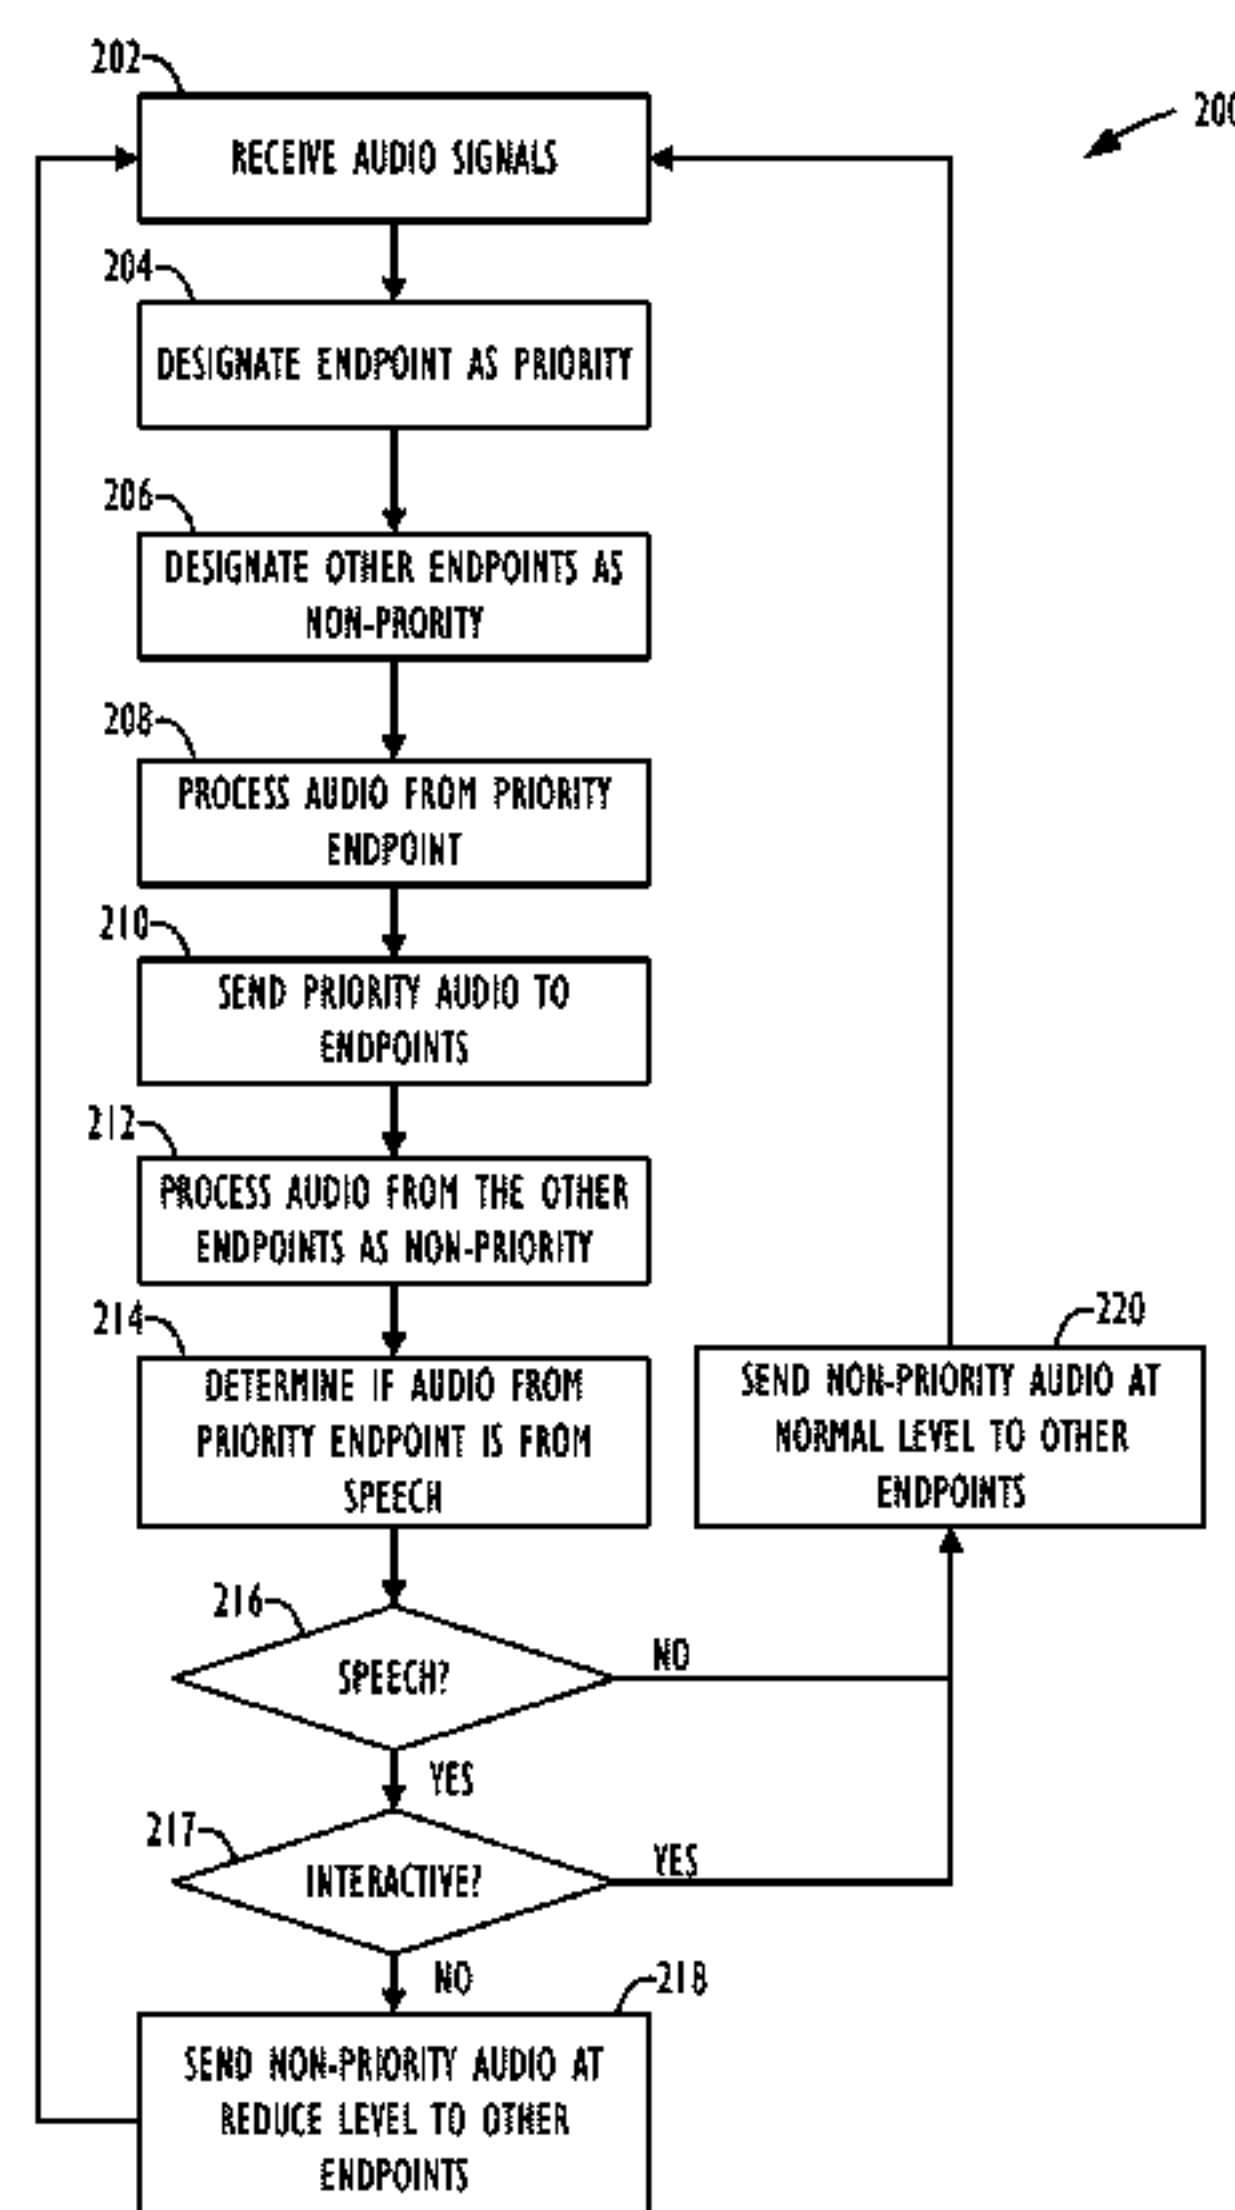 202
200
RECEIVE AUDIO SIGNALS
204
DESIGNATE ENDPOINT AS PRIORITY
206
DESIGNATE OTHER ENDPOINTS AS
NON-PRORITY
208
PROCESS AUDIO FROM PRIORITY
ENDPOINT
210
SEND PRIORITY AUDIO TO
ENDPOINTS
212
PROCESS AUDIO FROM THE OTHER
ENDPOINTS AS NON-PRIORITY
214
DETERMINE IF AUDIO FROM
PRIORITY ENDPOINT IS FROM
SPEECH
220
SEND NON-PRIORITY AUDIO AT
NORMAL LEVEL TO OTHER
ENDPOINTS
216
SPEECH?
NO
YES
217
INTERACTIVE?
YES
NO
218
SEND NON-PRIORITY AUDIO AT
REDUCE LEVEL TO OTHER
ENDPOINTS